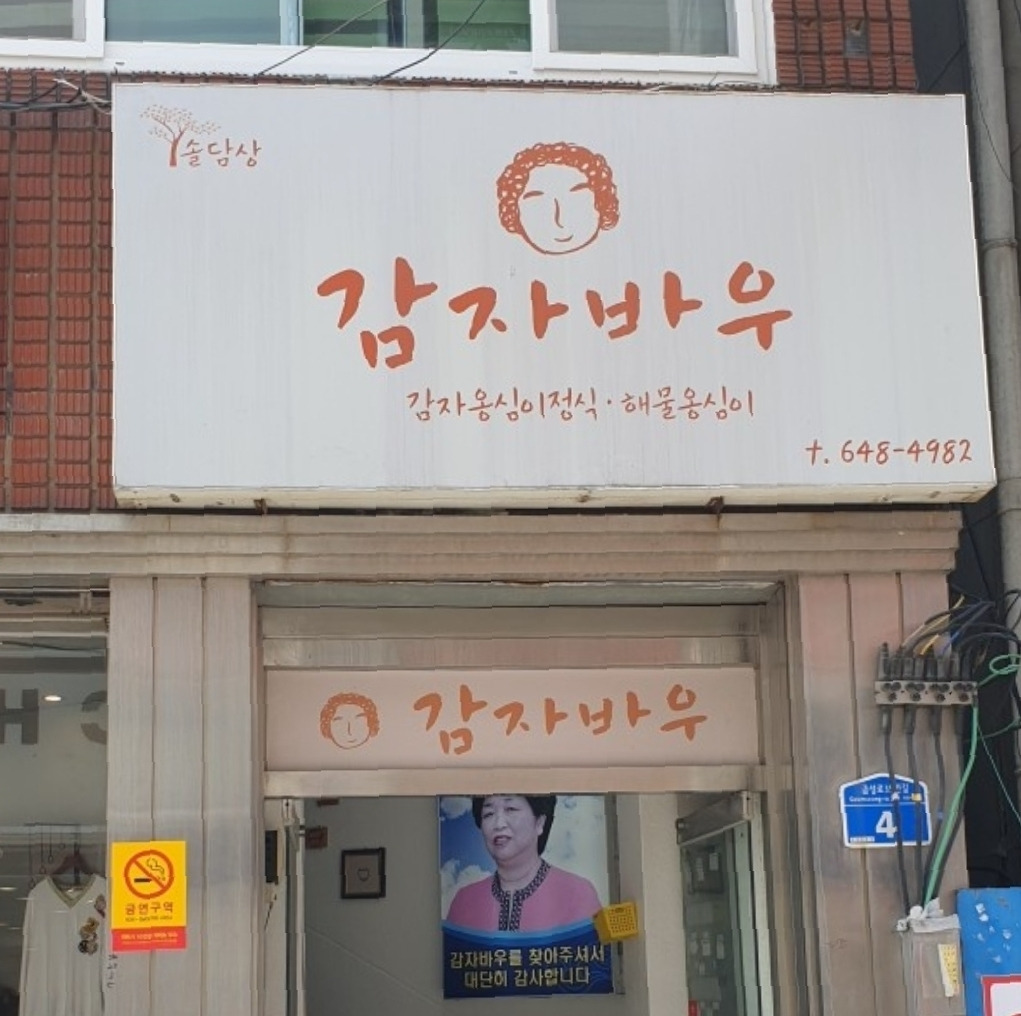 솔담상
감자바우
감자옹심이정식·해물옹심이
t. 648-4982
감자바우
4
금연구역
감자바우를 찾아주셔서
대단히 감사합니다